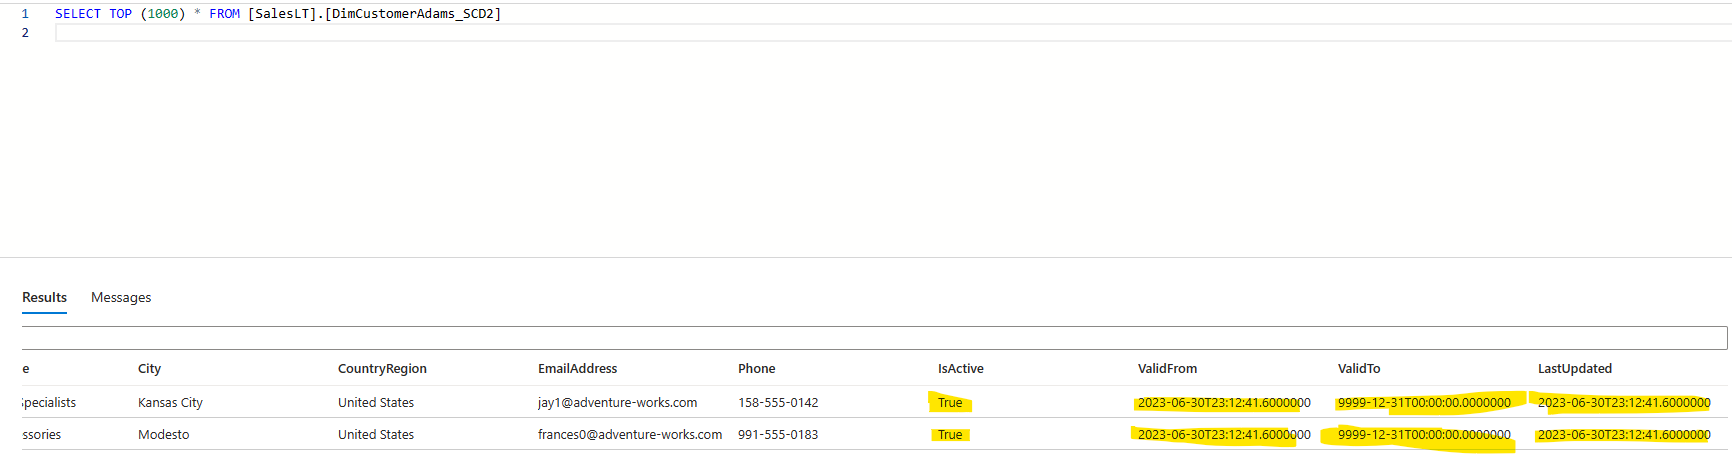 1 SELECT TOP (1000) * FROM [SalesLT].[DimCustomerAdams_SCD2]
2
Results Messages
e City CountryRegion EmailAddress Phone IsActive ValidFrom ValidTo LastUpdated
Specialists Kansas City United States jay1@adventure-works.com 158-555-0142 True 2023-06-30T23:12:41.6000000 9999-12-31T00:00:00.0000000 2023-06-30T23:12:41.6000000
ssories Modesto United States frances0@adventure-works.com 991-555-0183 True 2023-06-30T23:12:41.6000000 9999-12-31T00:00:00.0000000 2023-06-30T23:12:41.6000000